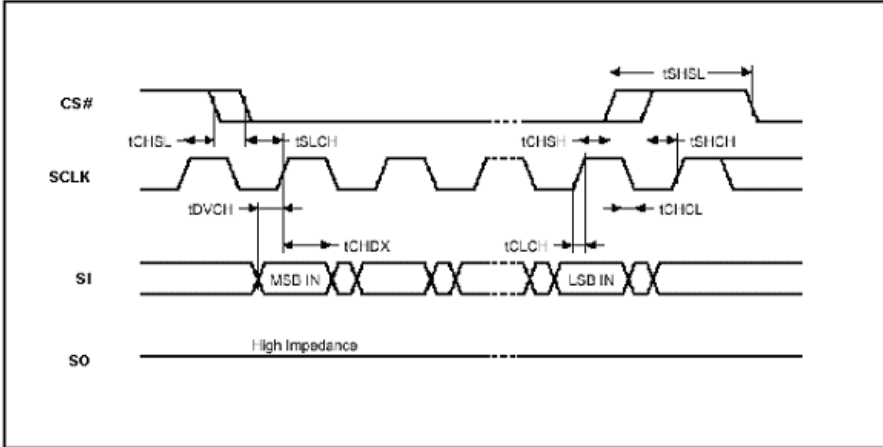 tSHSL
CS#
tCHSL
tSLCH
tCHSH
tSHCH
SCLK
tDVCH
tCHCL
tCHDX
tCLCH
SI
MSB IN
LSB IN
High Impedance
SO